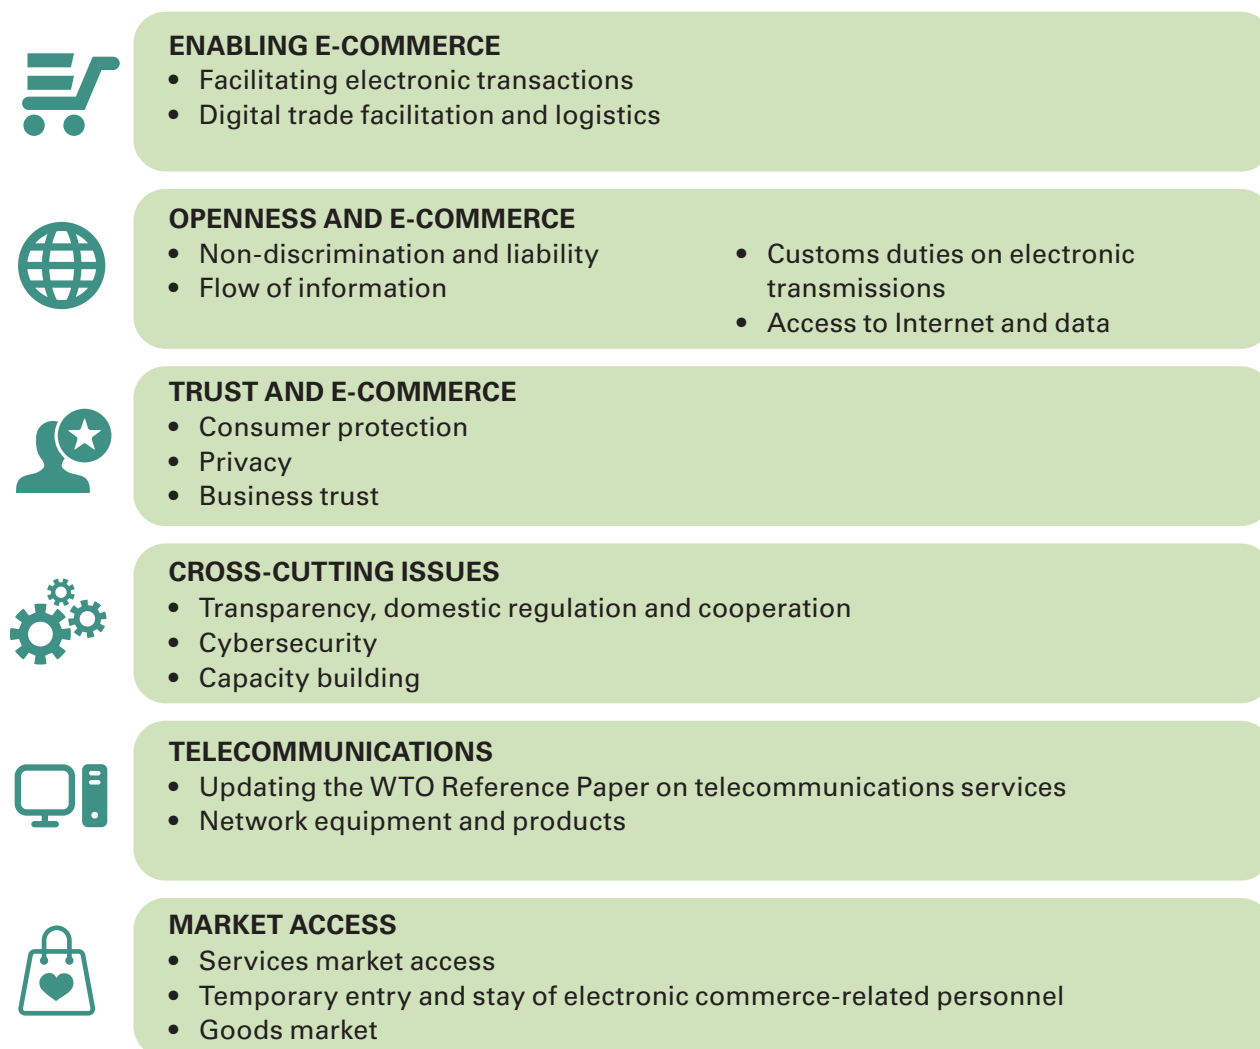 ENABLING E-COMMERCE
• Facilitating electronic transactions
• Digital trade facilitation and logistics
OPENNESS AND E-COMMERCE
• Non-discrimination and liability
• Flow of information
• Customs duties on electronic
transmissions
• Access to Internet and data
TRUST AND E-COMMERCE
• Consumer protection
• Privacy
• Business trust
CROSS-CUTTING ISSUES
• Transparency, domestic regulation and cooperation
• Cybersecurity
• Capacity building
TELECOMMUNICATIONS
• Updating the WTO Reference Paper on telecommunications services
• Network equipment and products
MARKET ACCESS
• Services market access
• Temporary entry and stay of electronic commerce-related personnel
• Goods market